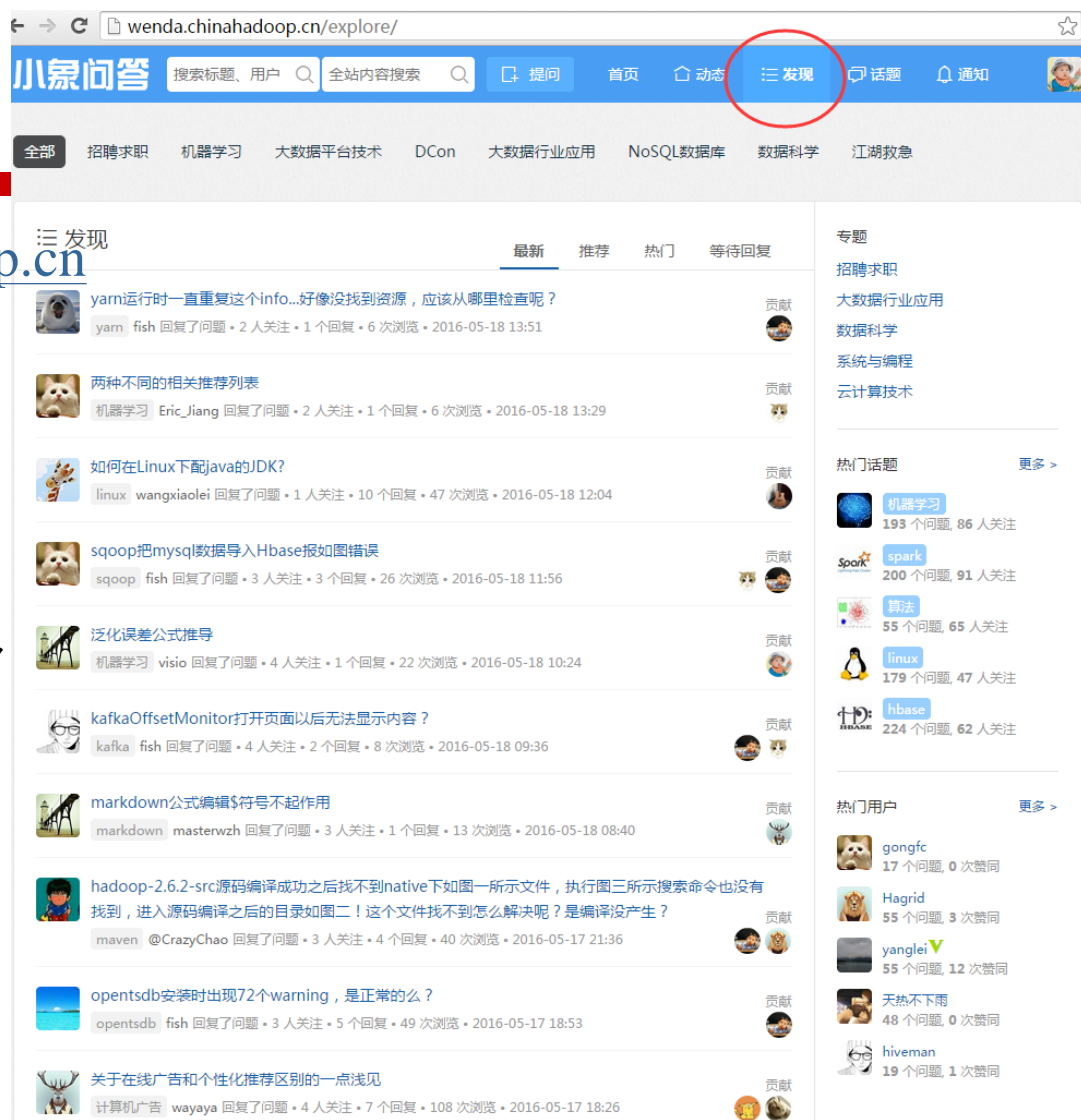 wenda.chinahadoop.cn/explore/
小象问答 搜索标题、用户 全站内容搜索 提问 首页 动态 发现 话题 通知
全部 招聘求职 机器学习 大数据平台技术 DCon 大数据行业应用 NoSQL数据库 数据科学 江湖救急
发现 最新 推荐 热门 等待回复
p.cn
yarn运行时一直重复这个info...好像没找到资源，应该从哪里检查呢？
贡献
yarn fish 回复了问题 • 2 人关注 • 1 个回复 • 6 次浏览 • 2016-05-18 13:51
两种不同的相关推荐列表
贡献
机器学习 Eric_Jiang 回复了问题 • 2 人关注 • 1 个回复 • 6 次浏览 • 2016-05-18 13:29
如何在Linux下配java的JDK?
贡献
linux wangxiaolei 回复了问题 • 1 人关注 • 10 个回复 • 47 次浏览 • 2016-05-18 12:04
sqoop把mysql数据导入Hbase报如图错误
贡献
sqoop fish 回复了问题 • 3 人关注 • 3 个回复 • 26 次浏览 • 2016-05-18 11:56
泛化误差公式推导
贡献
机器学习 visio 回复了问题 • 4 人关注 • 1 个回复 • 22 次浏览 • 2016-05-18 10:24
kafkaOffsetMonitor打开页面以后无法显示内容？
贡献
kafka fish 回复了问题 • 4 人关注 • 2 个回复 • 8 次浏览 • 2016-05-18 09:36
markdown公式编辑$符号不起作用
贡献
markdown masterwzh 回复了问题 • 3 人关注 • 1 个回复 • 13 次浏览 • 2016-05-18 08:40
hadoop-2.6.2-src源码编译成功之后找不到native下如图一所示文件，执行图三所示搜索命令也没有
找到，进入源码编译之后的目录如图二！这个文件找不到怎么解决呢？是编译没产生？
贡献
maven @CrazyChao 回复了问题 • 3 人关注 • 4 个回复 • 40 次浏览 • 2016-05-17 21:36
opentsdb安装时出现72个warning，是正常的么？
贡献
opentsdb fish 回复了问题 • 3 人关注 • 5 个回复 • 49 次浏览 • 2016-05-17 18:53
关于在线广告和个性化推荐区别的一点浅见
贡献
计算机广告 wayaya 回复了问题 • 4 人关注 • 7 个回复 • 108 次浏览 • 2016-05-17 18:26
专题
招聘求职
大数据行业应用
数据科学
系统与编程
云计算技术
热门话题 更多 >
机器学习
193 个问题, 86 人关注
Spark
spark
200 个问题, 91 人关注
算法
55 个问题, 65 人关注
linux
179 个问题, 47 人关注
HBASE
hbase
224 个问题, 62 人关注
热门用户 更多 >
gongfc
17 个问题, 0 次赞同
Hagrid
55 个问题, 3 次赞同
yanglei V
55 个问题, 12 次赞同
天热不下雨
48 个问题, 0 次赞同
hiveman
19 个问题, 1 次赞同